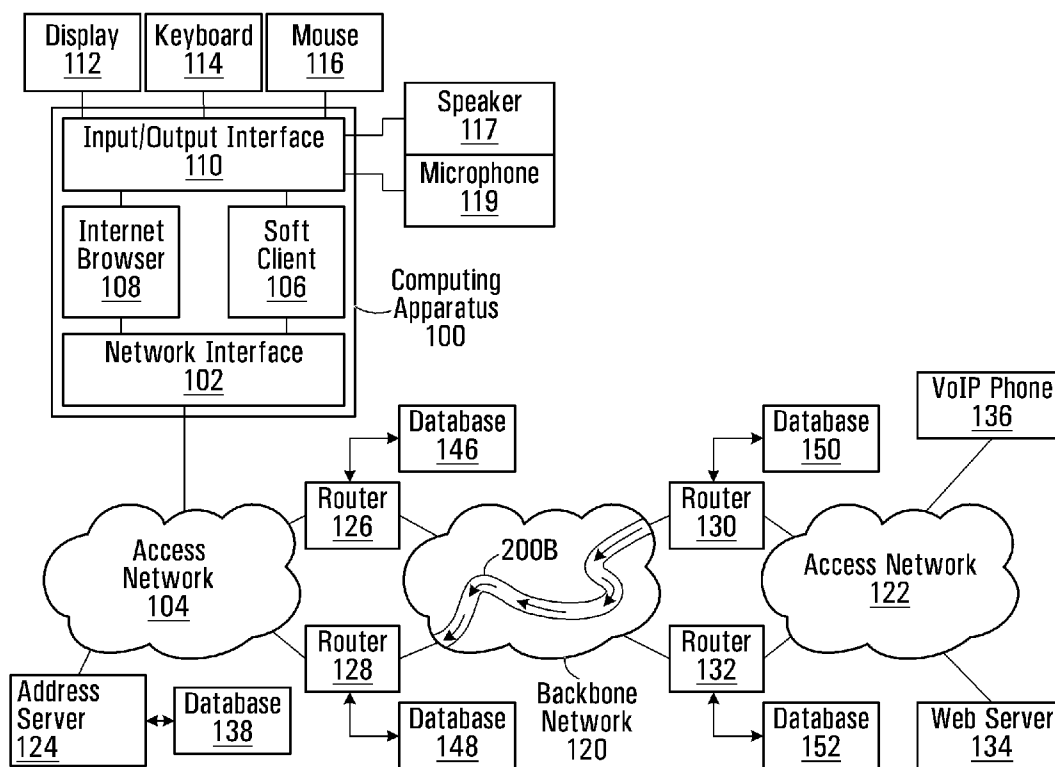 Display
112
Keyboard
114
Mouse
116
Speaker
117
Microphone
119
Input/Output Interface
110
Internet
Browser
108
Soft
Client
106
Computing
Apparatus
100
Network Interface
102
Database
146
Database
150
VoIP Phone
136
Router
126
Router
130
Access
Network
104
200B
Access Network
122
Router
128
Router
132
Address
Server
124
Database
138
Database
148
Backbone
Network
120
Database
152
Web Server
134